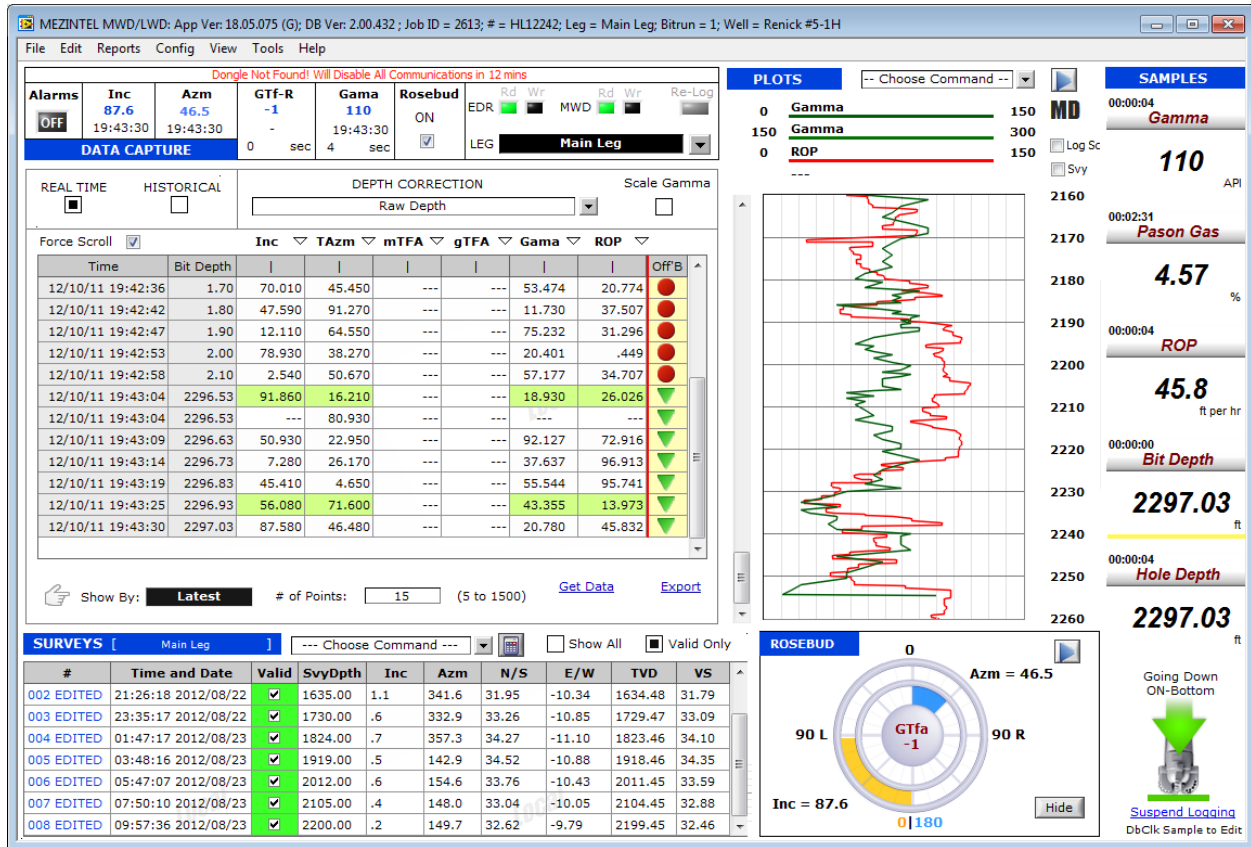 MEZINTEL MWD/LWD: App Ver: 18.05.075 (G); DB Ver: 2.00.432 ; Job ID = 2613; # = HL12242; Leg = Main Leg; Bitrun = 1; Well = Renick #5-1H
File Edit Reports Config View Tools Help
Dongle Not Found! Will Disable All Communications in 12 mins
Alarms Inc Azm GTf-R Gama Rosebud Rd Wr Rd Wr Re-Log
OFF 87.6 46.5 -1 110 ON EDR MWD
19:43:30 19:43:30 - 19:43:30
DATA CAPTURE 0 sec 4 sec LEG Main Leg
REAL TIME HISTORICAL DEPTH CORRECTION Scale Gamma
Raw Depth
Force Scroll Inc TAzm mTFA gTFA Gama ROP
Time Bit Depth | | | | | | Off'B
12/10/11 19:42:36 1.70 70.010 45.450 --- --- 53.474 20.774
12/10/11 19:42:42 1.80 47.590 91.270 --- --- 11.730 37.507
12/10/11 19:42:47 1.90 12.110 64.550 --- --- 75.232 31.296
12/10/11 19:42:53 2.00 78.930 38.270 --- --- 20.401 .449
12/10/11 19:42:58 2.10 2.540 50.670 --- --- 57.177 34.707
12/10/11 19:43:04 2296.53 91.860 16.210 --- --- 18.930 26.026
12/10/11 19:43:04 2296.53 --- 80.930 --- --- --- ---
12/10/11 19:43:09 2296.63 50.930 22.950 --- --- 92.127 72.916
12/10/11 19:43:14 2296.73 7.280 26.170 --- --- 37.637 96.913
12/10/11 19:43:19 2296.83 45.410 4.650 --- --- 55.544 95.741
12/10/11 19:43:25 2296.93 56.080 71.600 --- --- 43.355 13.973
12/10/11 19:43:30 2297.03 87.580 46.480 --- --- 20.780 45.832
Show By: Latest # of Points: 15 (5 to 1500) Get Data Export
SURVEYS [ Main Leg ] --- Choose Command --- Show All Valid Only
# Time and Date Valid SvyDpth Inc Azm N/S E/W TVD VS
002 EDITED 21:26:18 2012/08/22 1635.00 1.1 341.6 31.95 -10.34 1634.48 31.79
003 EDITED 23:35:17 2012/08/22 1730.00 .6 332.9 33.26 -10.85 1729.47 33.09
004 EDITED 01:47:17 2012/08/23 1824.00 .7 357.3 34.27 -11.10 1823.46 34.10
005 EDITED 03:48:16 2012/08/23 1919.00 .5 142.9 34.52 -10.88 1918.46 34.35
006 EDITED 05:47:07 2012/08/23 2012.00 .6 154.6 33.76 -10.43 2011.45 33.59
007 EDITED 07:50:10 2012/08/23 2105.00 .4 148.0 33.04 -10.05 2104.45 32.88
008 EDITED 09:57:36 2012/08/23 2200.00 .2 149.7 32.62 -9.79 2199.45 32.46
PLOTS -- Choose Command --
0 Gamma 150 MD
150 Gamma 300
0 ROP 150 Log Sc
--- Svy
2160
2170
2180
2190
2200
2210
2220
2230
2240
2250
2260
ROSEBUD
0
Azm = 46.5
90 L GTfa 90 R
-1
Inc = 87.6
0|180
Hide
SAMPLES
00:00:04
Gamma
110
API
00:02:31
Pason Gas
4.57
%
00:00:04
ROP
45.8
ft per hr
00:00:00
Bit Depth
2297.03
ft
00:00:04
Hole Depth
2297.03
ft
Going Down
ON-Bottom
Suspend Logging
DbClk Sample to Edit